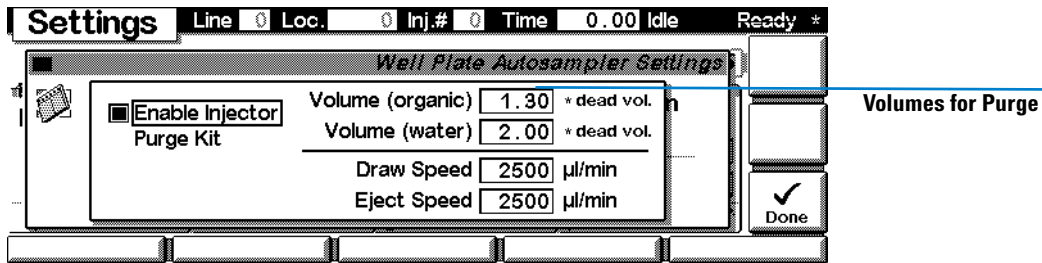 Settings Line 0 Loc. 0 Inj.# 0 Time 0.00 Idle Ready *
Well Plate Autosampler Settings
Enable Injector
Purge Kit
Volume (organic) 1.30 * dead vol.
Volume (water) 2.00 * dead vol.
Draw Speed 2500 µl/min
Eject Speed 2500 µl/min
Done
Volumes for Purge